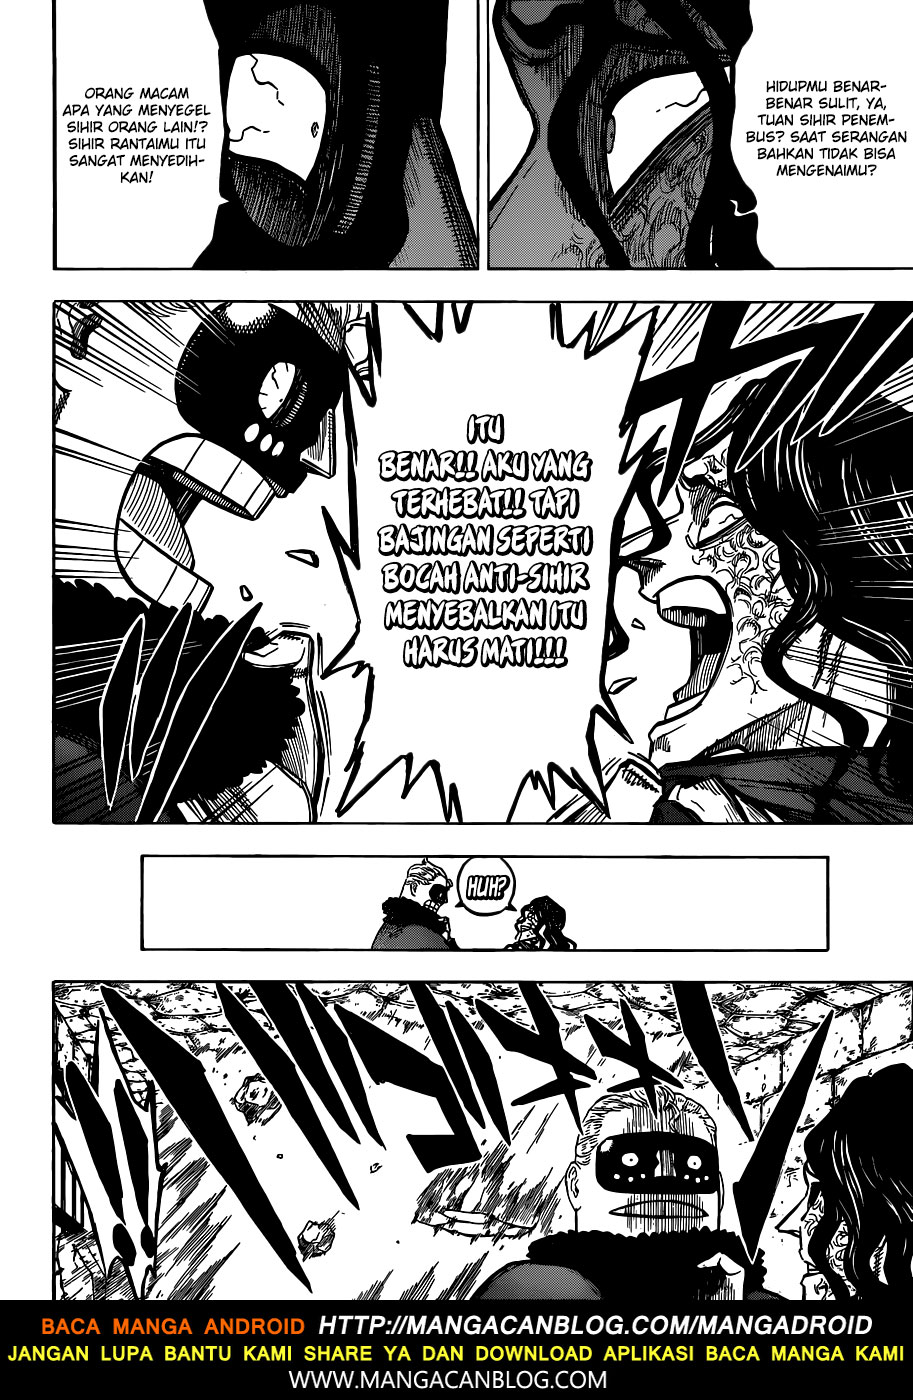 HIDUPMU BENAR-
BENAR SULIT, YA,
TUAN SIHIR PENEM-
BUS? SAAT SERANGAN
BAHKAN TIDAK BISA
MENGENAIMU?
ORANG MACAM
APA YANG MENYEGEL
SIHIR ORANG LAIN!?
SIHIR RANTAIMU ITU
SANGAT MENYEDIH-
KAN!
ITU
BENAR!! AKU YANG
TERHEBAT!! TAPI
BAJINGAN SEPERTI
BOCAH ANTI-SIHIR
MENYEBALKAN ITU
HARUS MATI!!!
HUH?
BACA MANGA ANDROID HTTP://MANGACANBLOG.COM/MANGADROID
JANGAN LUPA BANTU KAMI SHARE YA DAN DOWNLOAD APLIKASI BACA MANGA KAMI
WWW.MANGACANBLOG.COM